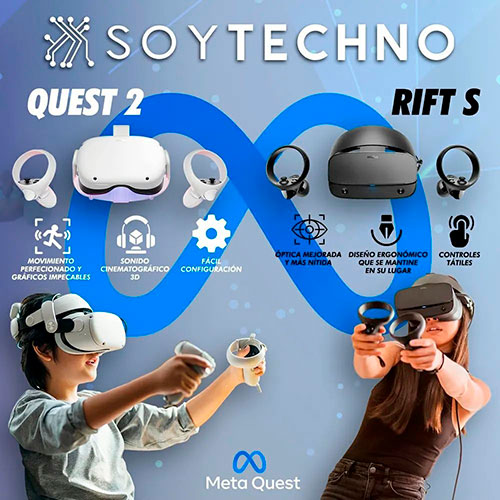 SOYTECHNO
QUEST 2
RIFT S
MOVIMIENTO
PERFECCIONADO Y
GRÁFICOS IMPECABLES
SONIDO
CINEMATOGRÁFICO
3D
FÁCIL
CONFIGURACIÓN
ÓPTICA MEJORADA
Y MÁS NÍTIDA
DISEÑO ERGONÓMICO
QUE SE MANTINE
EN SU LUGAR
CONTROLES
TÁTILES
Meta Quest